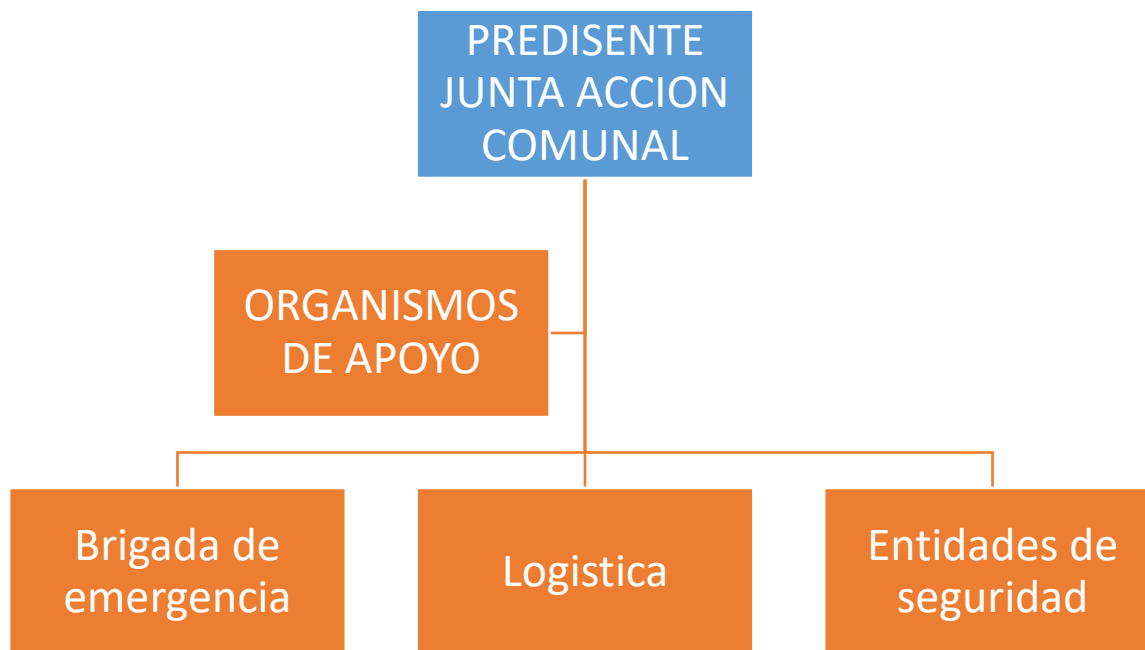 PREDISENTE
JUNTA ACCION
COMUNAL
ORGANISMOS
DE APOYO
Brigada de
emergencia
Logistica
Entidades de
seguridad